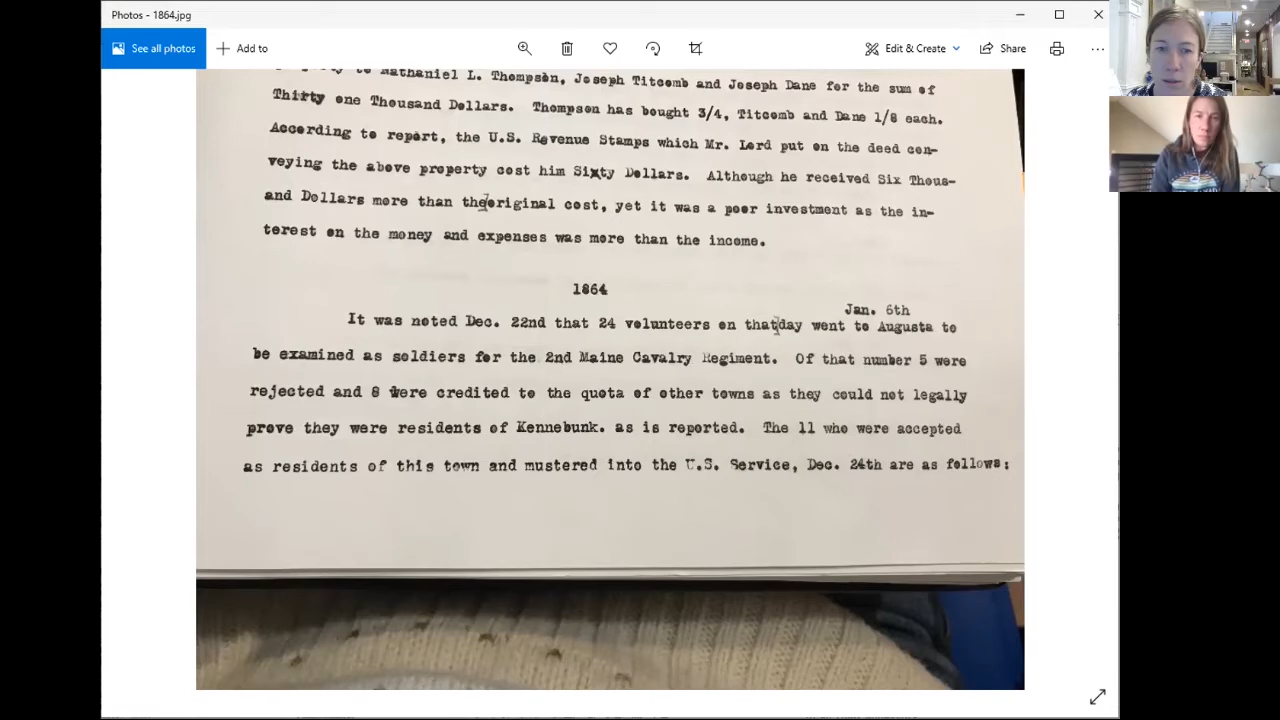 Photos - 1864.jpg
See all photos
Add to
Edit & Create
Share
to Nathaniel L. Thompson, Joseph Titcomb and Joseph Dane for the sum of
Thirty one Thousand Dollars. Thompson has bought 3/4, Titcomb and Dane 1/8 each.
According to report, the U.S. Revenue Stamps which Mr. Lord put on the deed con-
veying the above property cost him Sixty Dollars. Although he received Six Thous-
and Dollars more than theoriginal cost, yet it was a poor investment as the in-
terest on the money and expenses was more than the income.
1864
Jan. 6th
It was noted Dec. 22nd that 24 volunteers on thatday went to Augusta to
be examined as soldiers for the 2nd Maine Cavalry Regiment. Of that number 5 were
rejected and 8 were credited to the quota of other towns as they could not legally
prove they were residents of Kennebunk. as is reported. The 11 who were accepted
as residents of this town and mustered into the U.S. Service, Dec. 24th are as follows: